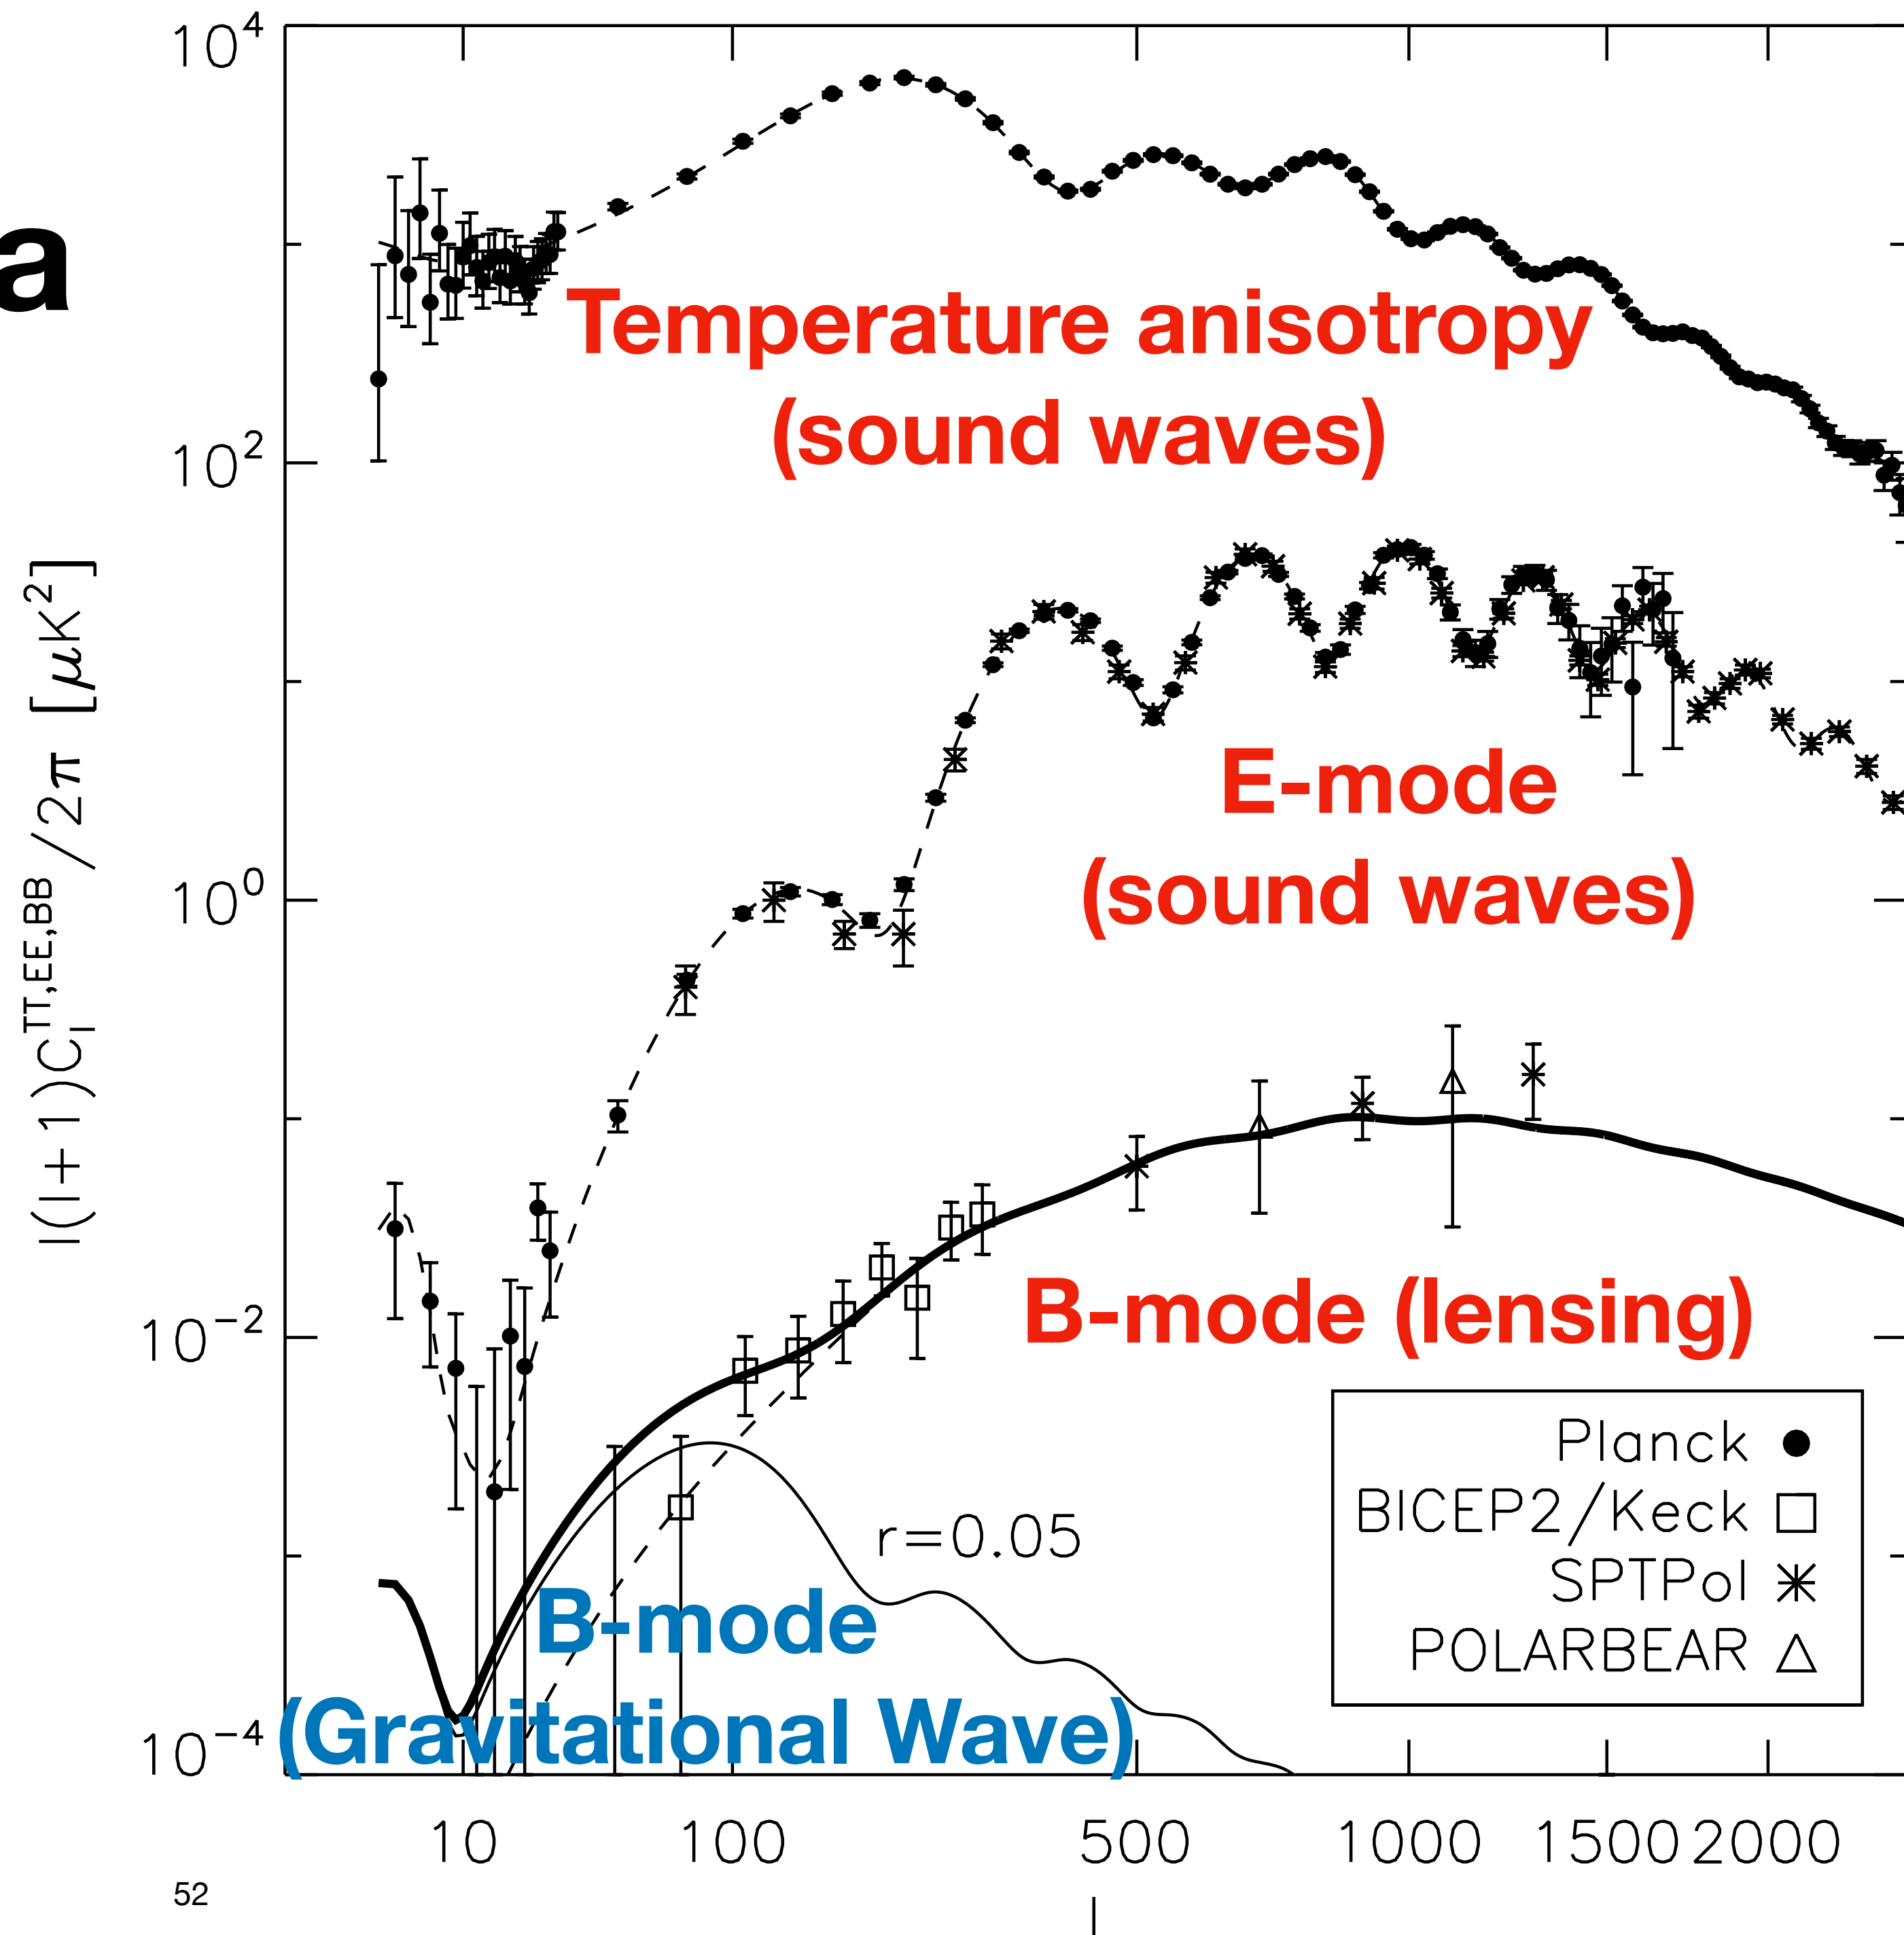 a
10^4
10^2
10^0
10^-2
10^-4
l(l+1)C_l^TT,EE,BB/2π [μK^2]
Temperature anisotropy
(sound waves)
E-mode
(sound waves)
B-mode (lensing)
r=0.05
B-mode
(Gravitational Wave)
Planck
BICEP2/Keck
SPTPol
POLARBEAR
10 100 500 1000 1500 2000
l
52